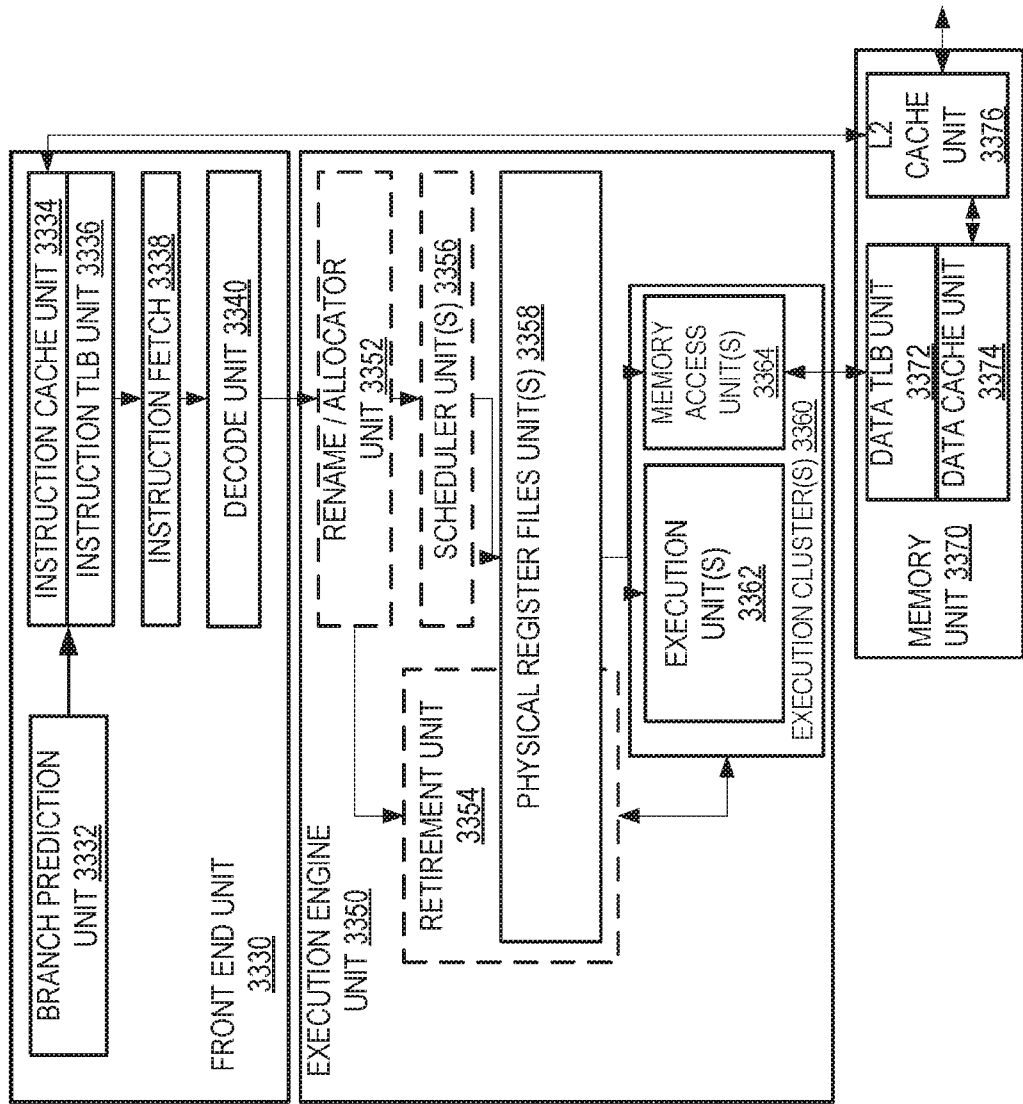 BRANCH PREDICTION
UNIT 3332
INSTRUCTION CACHE UNIT 3334
INSTRUCTION TLB UNIT 3336
INSTRUCTION FETCH 3338
DECODE UNIT 3340
FRONT END UNIT
3330
EXECUTION ENGINE
UNIT 3350
RENAME / ALLOCATOR
UNIT 3352
RETIREMENT UNIT
3354
SCHEDULER UNIT(S) 3356
PHYSICAL REGISTER FILES UNIT(S) 3358
EXECUTION
UNIT(S)
3362
MEMORY
ACCESS
UNIT(S)
3364
EXECUTION CLUSTER(S) 3360
MEMORY
UNIT 3370
DATA TLB UNIT
3372
DATA CACHE UNIT
3374
L2
CACHE
UNIT
3376